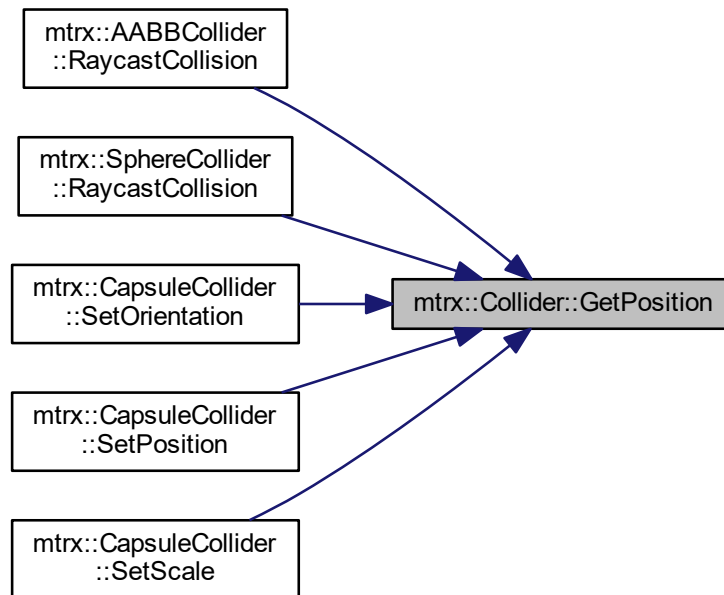 mtrx::AABBCollider
::RaycastCollision
mtrx::SphereCollider
::RaycastCollision
mtrx::CapsuleCollider
::SetOrientation
mtrx::Collider::GetPosition
mtrx::CapsuleCollider
::SetPosition
mtrx::CapsuleCollider
::SetScale